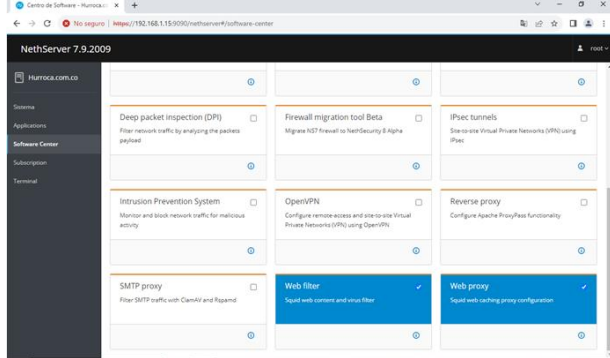 Centro de Software - Hurroca.co
No seguro | https://192.168.1.15:9090/nethserver#/software-center
NethServer 7.9.2009
root
Hurroca.com.co
Sistema
Applications
Software Center
Subscription
Terminal
Deep packet inspection (DPI)
Filter network traffic by analyzing the packets
payload
Firewall migration tool Beta
Migrate NS7 firewall to NethSecurity 8 Alpha
IPsec tunnels
Site-to-site Virtual Private Networks (VPN) using
IPsec
Intrusion Prevention System
Monitor and block network traffic for malicious
activity
OpenVPN
Configure remote-access and site-to-site Virtual
Private Networks (VPN) using OpenVPN
Reverse proxy
Configure Apache ProxyPass functionality
SMTP proxy
Filter SMTP traffic with ClamAV and Rspamd
Web filter
Squid web content and virus filter
Web proxy
Squid web caching proxy configuration